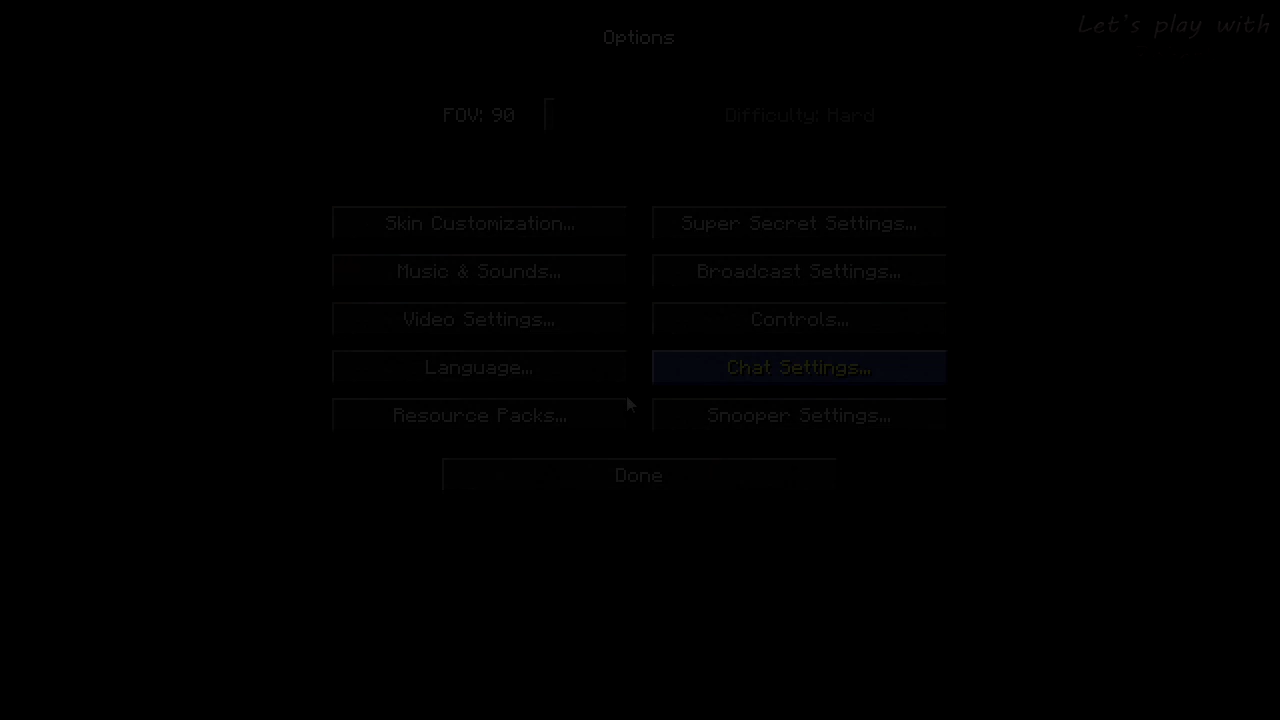 Let's play with
Options
FOV: 90
Difficulty: Hard
Skin Customization...
Super Secret Settings...
Music & Sounds...
Broadcast Settings...
Video Settings...
Controls...
Language...
Chat Settings...
Resource Packs...
Snooper Settings...
Done